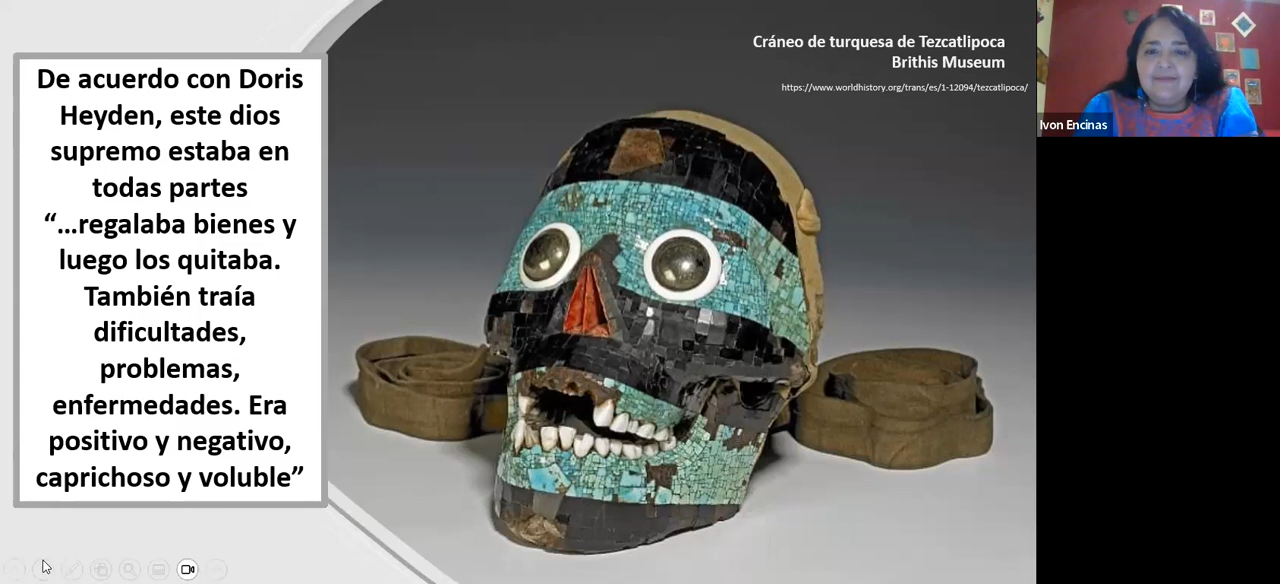 De acuerdo con Doris
Heyden, este dios
supremo estaba en
todas partes
“...regalaba bienes y
luego los quitaba.
También traía
dificultades,
problemas,
enfermedades. Era
positivo y negativo,
caprichoso y voluble”
Cráneo de turquesa de Tezcatlipoca
Brithis Museum
https://www.worldhistory.org/trans/es/1-12094/tezcatlipoca/
Ivon Encinas